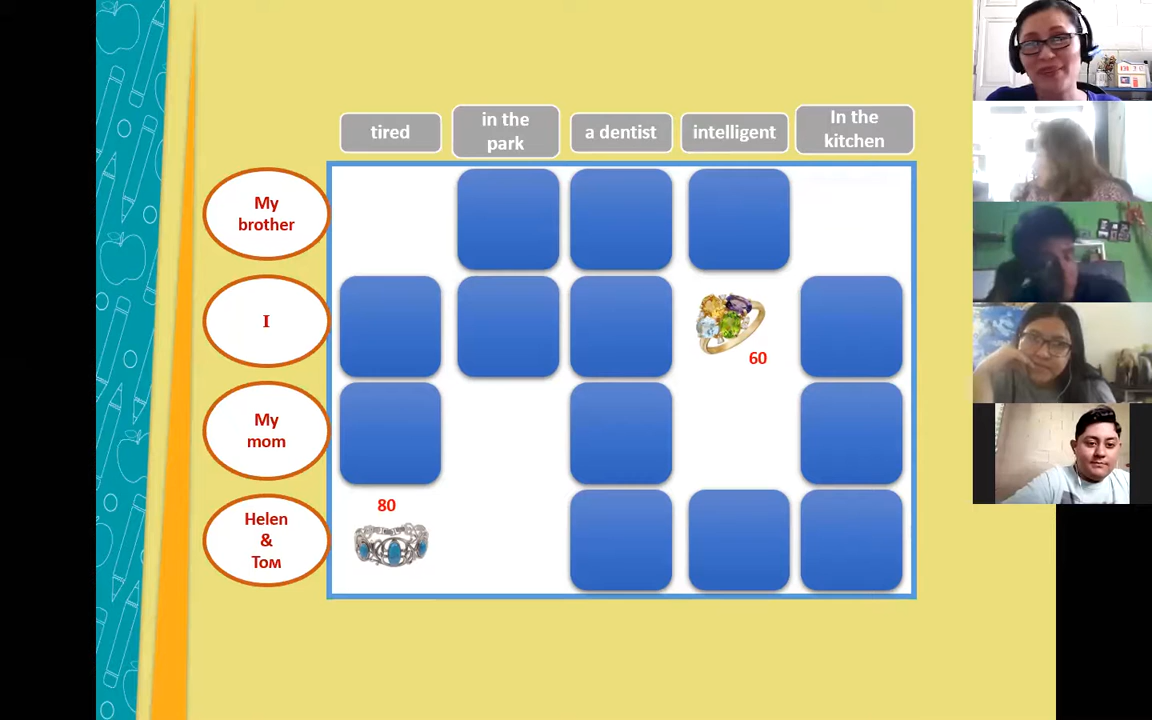 tired
in the
park
a dentist
intelligent
In the
kitchen
My
brother
I
60
My
mom
80
Helen
&
Tom